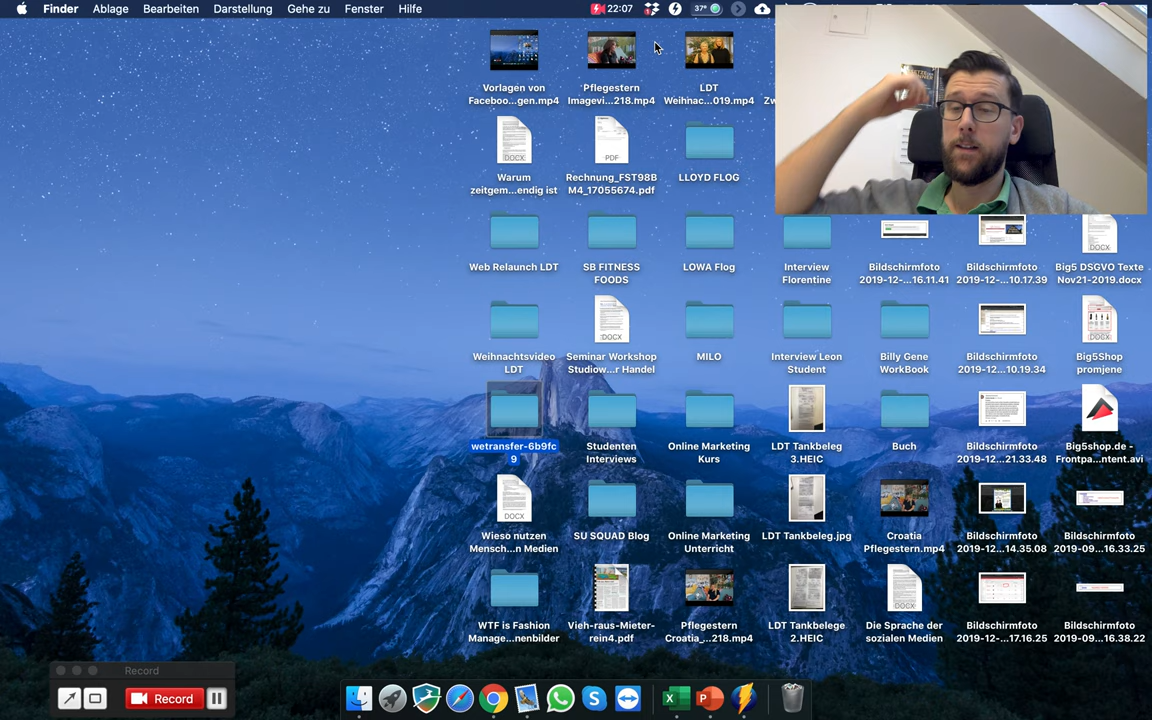 Finder Ablage Bearbeiten Darstellung Gehe zu Fenster Hilfe 22:07 37°
Vorlagen von
Faceboo...gen.mp4
Pflegestern
Imagevi...218.mp4
LDT
Weihnac...019.mp4
Warum
zeitgem...endig ist
Rechnung_FST98B
M4_17055674.pdf
LLOYD FLOG
Web Relaunch LDT
SB FITNESS
FOODS
LOWA Flog
Interview
Florentine
Bildschirmfoto
2019-12-...16.11.41
Bildschirmfoto
2019-12-...10.17.39
Big5 DSGVO Texte
Nov21-2019.docx
Weihnachtsvideo
LDT
Seminar Workshop
Studiow...r Handel
MILO
Interview Leon
Student
Billy Gene
WorkBook
Bildschirmfoto
2019-12...10.19.34
Big5Shop
promjene
wetransfer-6b9fc
9
Studenten
Interviews
Online Marketing
Kurs
LDT Tankbeleg
3.HEIC
Buch
Bildschirmfoto
2019-12...21.33.48
Big5shop.de -
Frontpa...ntent.avi
Wieso nutzen
Mensch...n Medien
SU SQUAD Blog
Online Marketing
Unterricht
LDT Tankbeleg.jpg
Croatia
Pflegestern.mp4
Bildschirmfoto
2019-12...14.35.08
Bildschirmfoto
2019-09...16.33.25
WTF is Fashion
Manage...nenbilder
Vieh-raus-Mieter-
rein4.pdf
Pflegestern
Croatia_...218.mp4
LDT Tankbelege
2.HEIC
Die Sprache der
sozialen Medien
Bildschirmfoto
2019-12-...17.16.25
Bildschirmfoto
2019-09...16.38.22
DOCX
PDF
DOCX
DOCX
DOCX
DOCX
DOCX
Record
Record